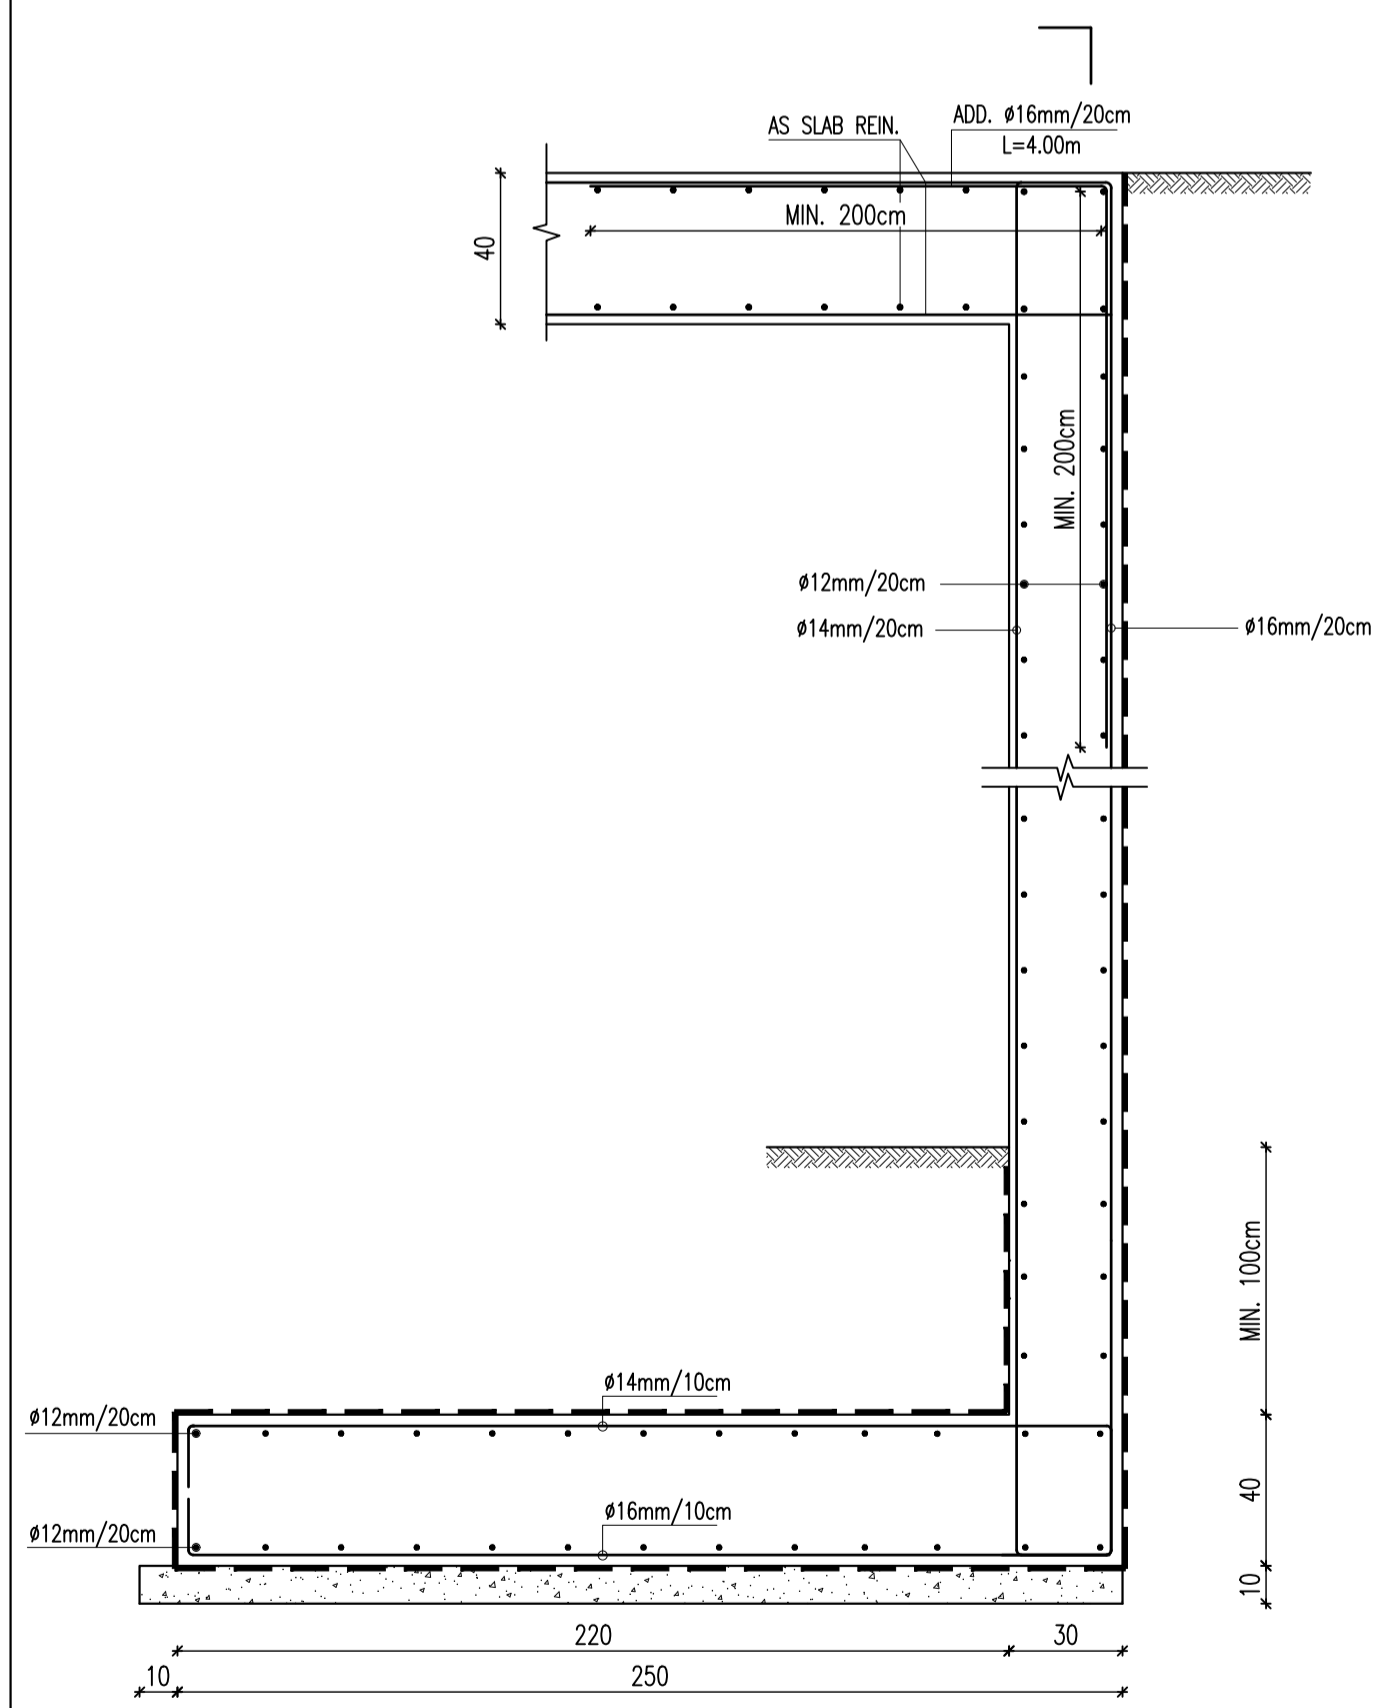 ADD. ø16mm/20cm
L=4.00m
AS SLAB REIN.
MIN. 200cm
40
MIN. 200cm
ø12mm/20cm
ø14mm/20cm
ø16mm/20cm
MIN. 100cm
ø14mm/10cm
ø12mm/20cm
40
ø16mm/10cm
ø12mm/20cm
10
220
30
10
250